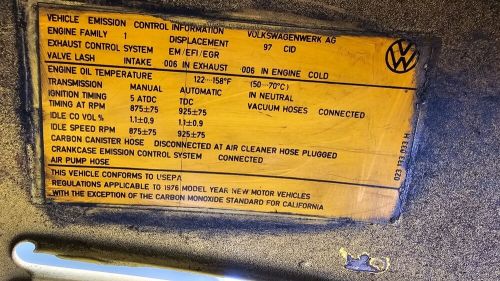 VEHICLE EMISSION CONTROL INFORMATION VOLKSWAGENWERK AG
ENGINE FAMILY 1 DISPLACEMENT 97 CID
EXHAUST CONTROL SYSTEM EM/EFI/EGR
VALVE LASH INTAKE 006 IN EXHAUST 006 IN ENGINE COLD
ENGINE OIL TEMPERATURE 122...158°F (50...70°C)
TRANSMISSION MANUAL AUTOMATIC IN NEUTRAL
IGNITION TIMING 5 ATDC TDC VACUUM HOSES CONNECTED
TIMING AT RPM 875±75 925±75
IDLE CO VOL % 1.1±0.9 1.1±0.9
IDLE SPEED RPM 875±75 925±75
CARBON CANISTER HOSE DISCONNECTED AT AIR CLEANER HOSE PLUGGED
CRANKCASE EMISSION CONTROL SYSTEM CONNECTED
AIR PUMP HOSE
THIS VEHICLE CONFORMS TO USEPA
REGULATIONS APPLICABLE TO 1976 MODEL YEAR NEW MOTOR VEHICLES
WITH THE EXCEPTION OF THE CARBON MONOXIDE STANDARD FOR CALIFORNIA
VW